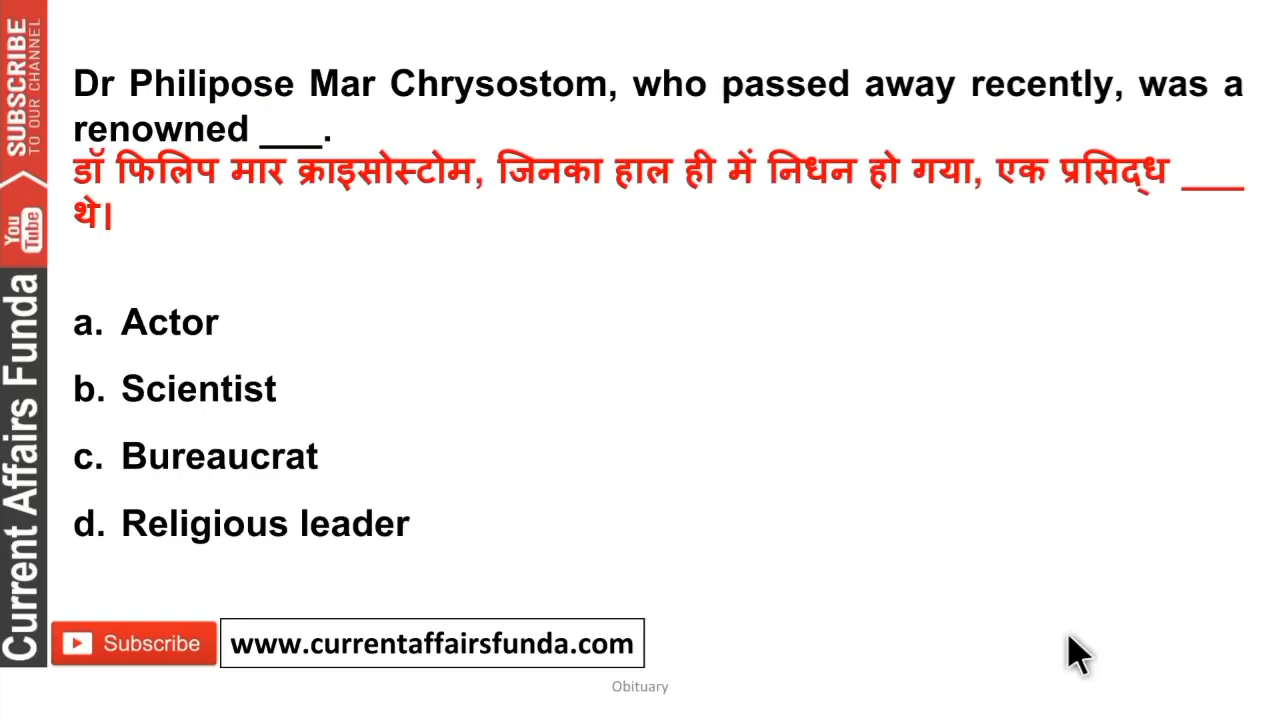 SUBSCRIBE
TO OUR CHANNEL
You
Tube
Current Affairs Funda
Dr Philipose Mar Chrysostom, who passed away recently, was a
renowned ___.
डॉ फिलिप मार क्राइसोस्टोम, जिनका हाल ही में निधन हो गया, एक प्रसिद्ध ___
थे।
a. Actor
b. Scientist
c. Bureaucrat
d. Religious leader
Subscribe
www.currentaffairsfunda.com
Obituary